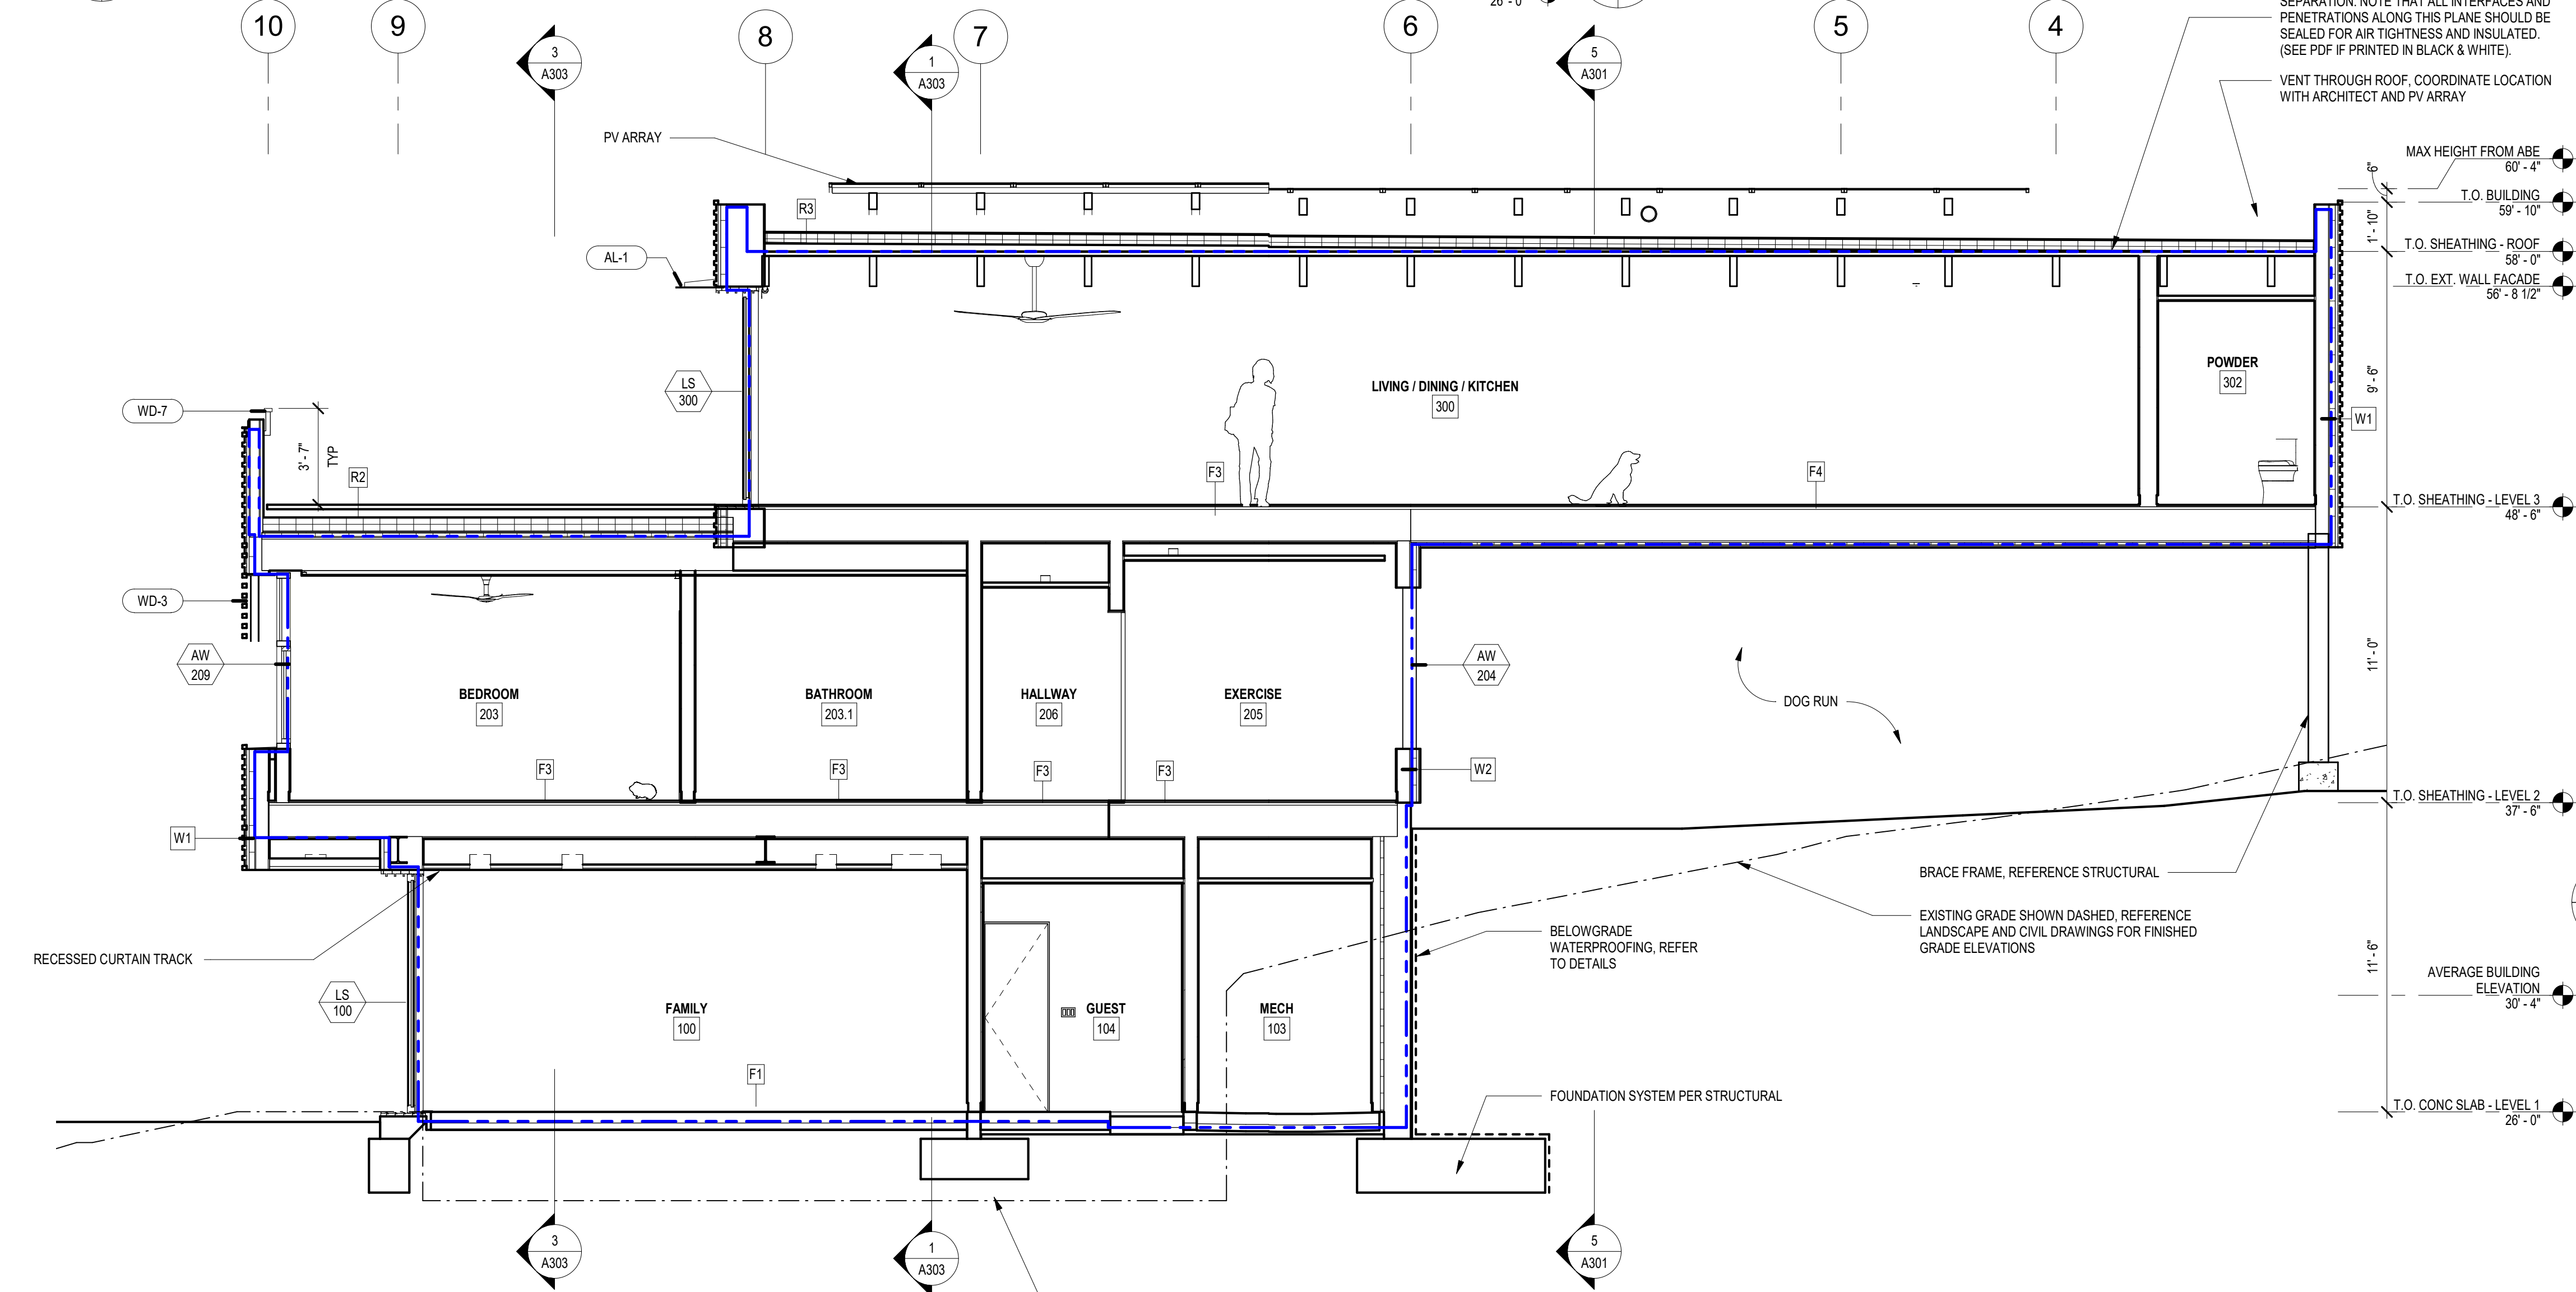 26' - 0"
SEPARATION. NOTE THAT ALL INTERFACES AND
PENETRATIONS ALONG THIS PLANE SHOULD BE
SEALED FOR AIR TIGHTNESS AND INSULATED.
(SEE PDF IF PRINTED IN BLACK & WHITE).
10
9
8
7
6
5
4
3
A303
1
A303
5
A301
VENT THROUGH ROOF, COORDINATE LOCATION
WITH ARCHITECT AND PV ARRAY
PV ARRAY
MAX HEIGHT FROM ABE
60' - 4"
6"
T.O. BUILDING
59' - 10"
1' - 10"
R3
T.O. SHEATHING - ROOF
58' - 0"
AL-1
T.O. EXT. WALL FACADE
56' - 8 1/2"
LS
300
LIVING / DINING / KITCHEN
300
POWDER
302
9' - 6"
WD-7
W1
3' - 7"
TYP
R2
F3
F4
T.O. SHEATHING - LEVEL 3
48' - 6"
WD-3
AW
209
BEDROOM
203
BATHROOM
203.1
HALLWAY
206
EXERCISE
205
AW
204
DOG RUN
11' - 0"
F3
F3
F3
F3
W2
T.O. SHEATHING - LEVEL 2
37' - 6"
W1
BRACE FRAME, REFERENCE STRUCTURAL
EXISTING GRADE SHOWN DASHED, REFERENCE
LANDSCAPE AND CIVIL DRAWINGS FOR FINISHED
GRADE ELEVATIONS
BELOWGRADE
WATERPROOFING, REFER
TO DETAILS
RECESSED CURTAIN TRACK
11' - 6"
AVERAGE BUILDING
ELEVATION
30' - 4"
LS
100
FAMILY
100
GUEST
104
MECH
103
F1
FOUNDATION SYSTEM PER STRUCTURAL
T.O. CONC SLAB - LEVEL 1
26' - 0"
3
A303
1
A303
5
A301